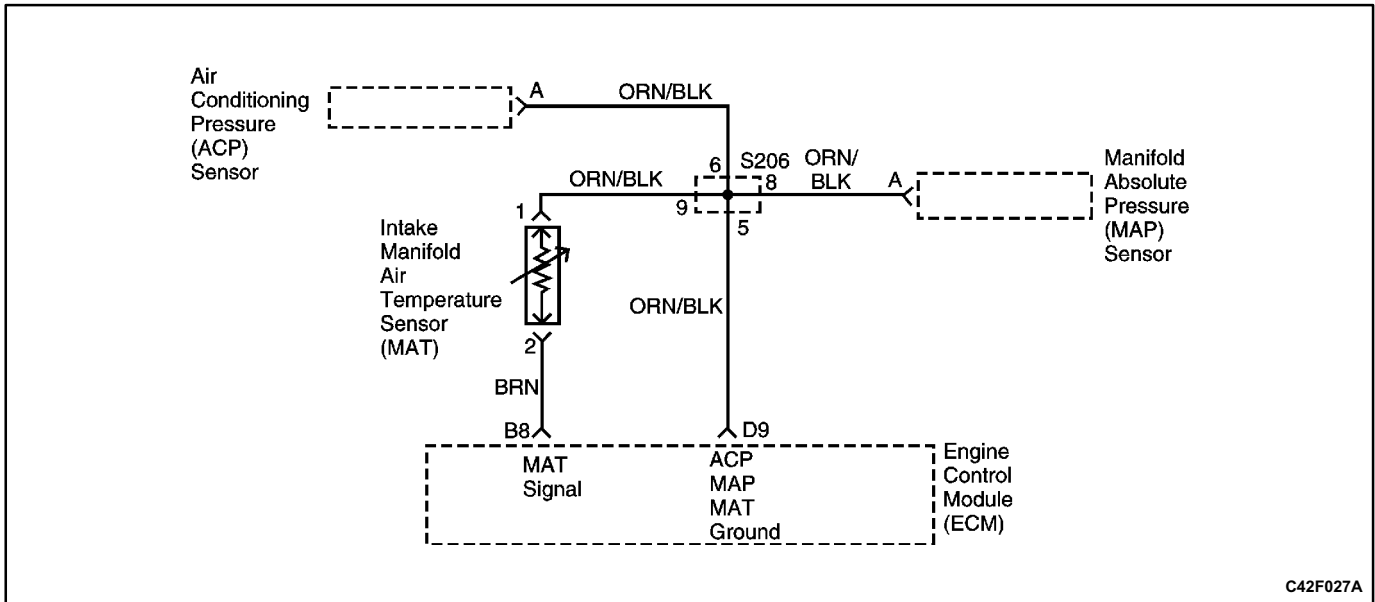 Air
Conditioning
Pressure
(ACP)
Sensor
A
ORN/BLK
6
S206
ORN/
BLK
8
A
Manifold
Absolute
Pressure
(MAP)
Sensor
ORN/BLK
9
5
1
Intake
Manifold
Air
Temperature
Sensor
(MAT)
2
ORN/BLK
BRN
B8
D9
MAT
Signal
ACP
MAP
MAT
Ground
Engine
Control
Module
(ECM)
C42F027A